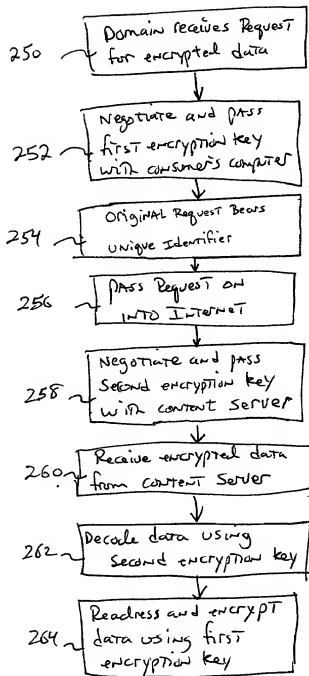 250
Domain receives Request
for encrypted data
252
Negotiate and pass
first encryption key
with consumer's computer
254
Original Request Bears
Unique Identifier
256
Pass Request on
into Internet
258
Negotiate and pass
Second encryption key
with content server
260
Receive encrypted data
from content server
262
Decode data using
Second encryption key
264
Readress and encrypt
data using first
encryption key